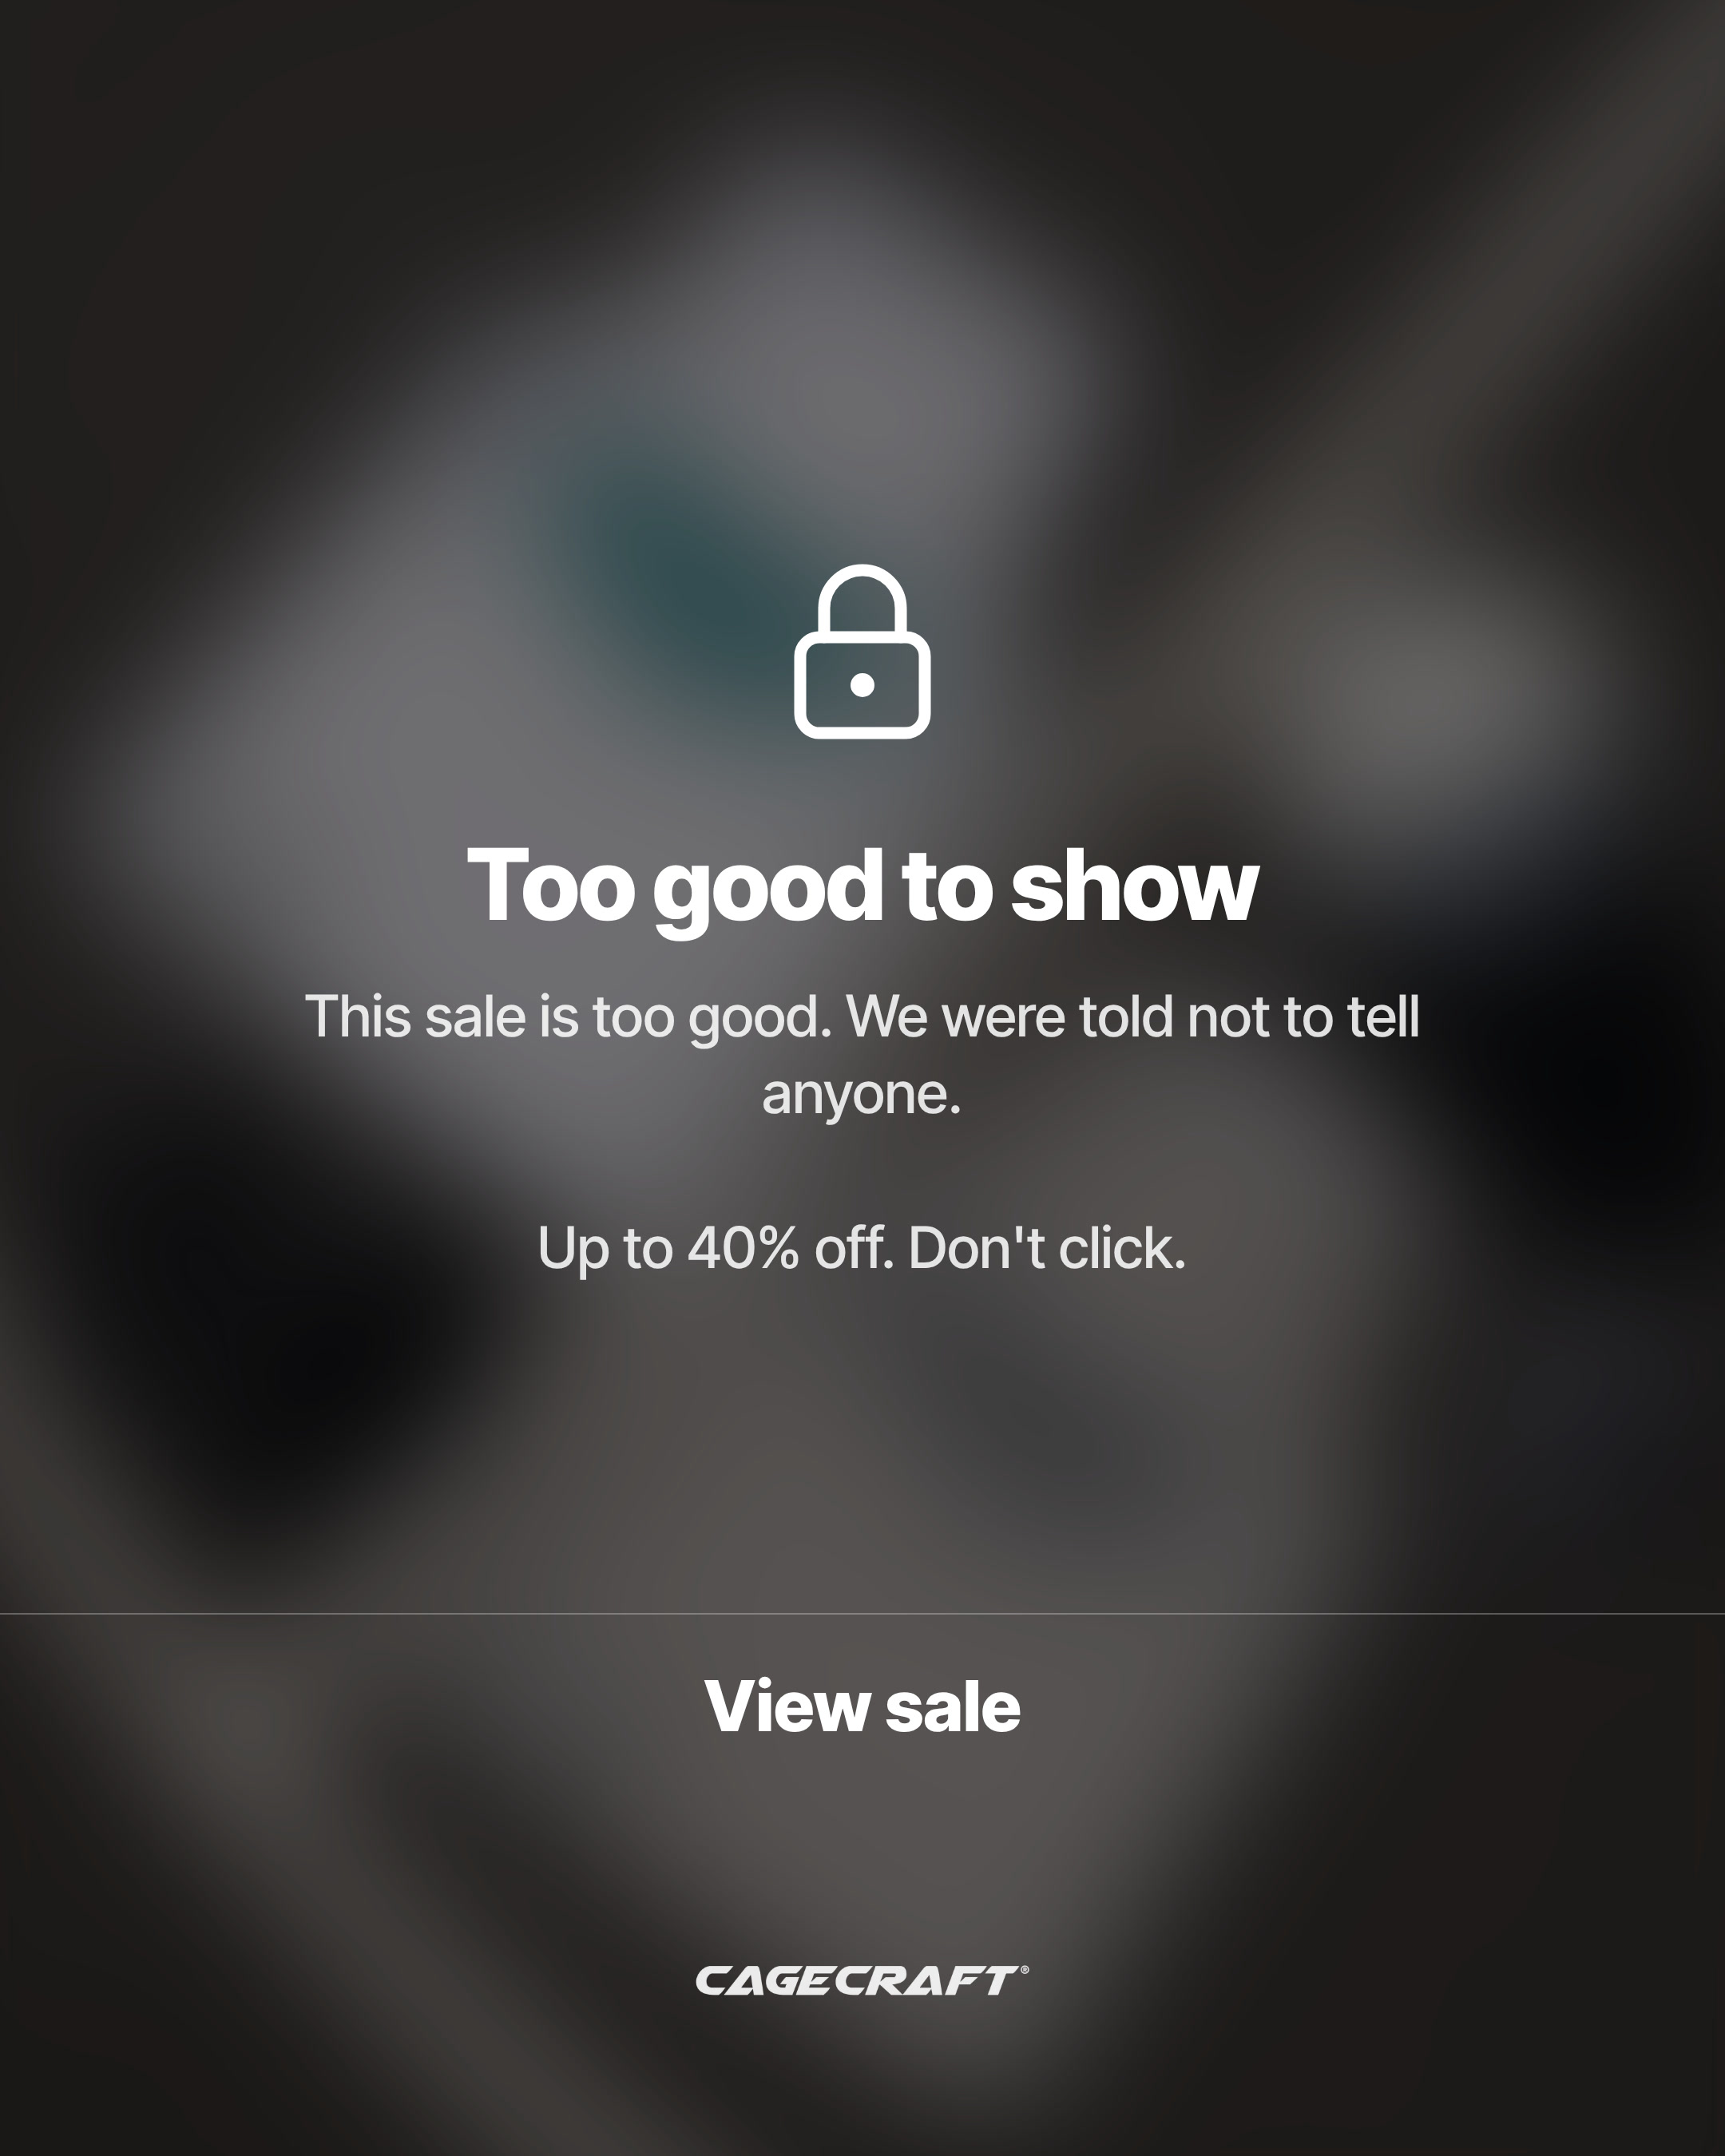 Too good to show
This sale is too good. We were told not to tell
anyone.
Up to 40% off. Don't click.
View sale
CAGECRAFT®